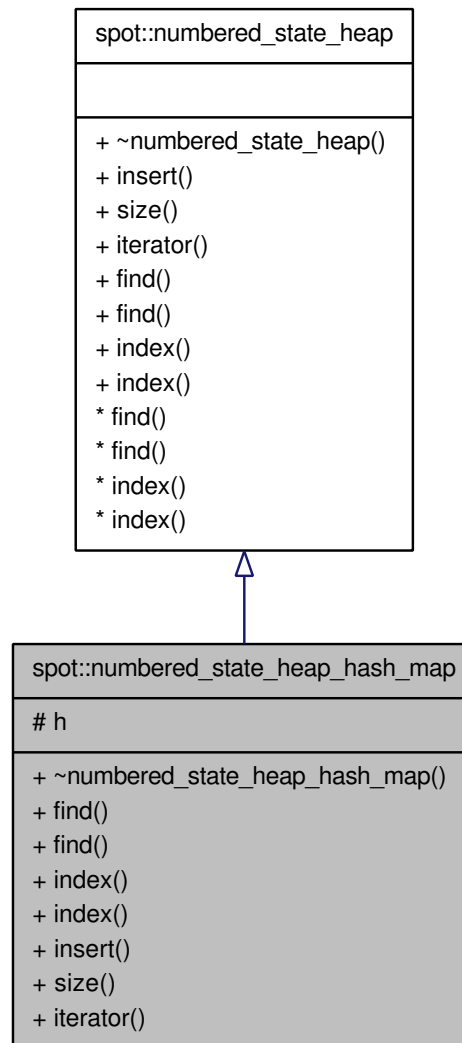 spot::numbered_state_heap
+ ~numbered_state_heap()
+ insert()
+ size()
+ iterator()
+ find()
+ find()
+ index()
+ index()
* find()
* find()
* index()
* index()
spot::numbered_state_heap_hash_map
# h
+ ~numbered_state_heap_hash_map()
+ find()
+ find()
+ index()
+ index()
+ insert()
+ size()
+ iterator()